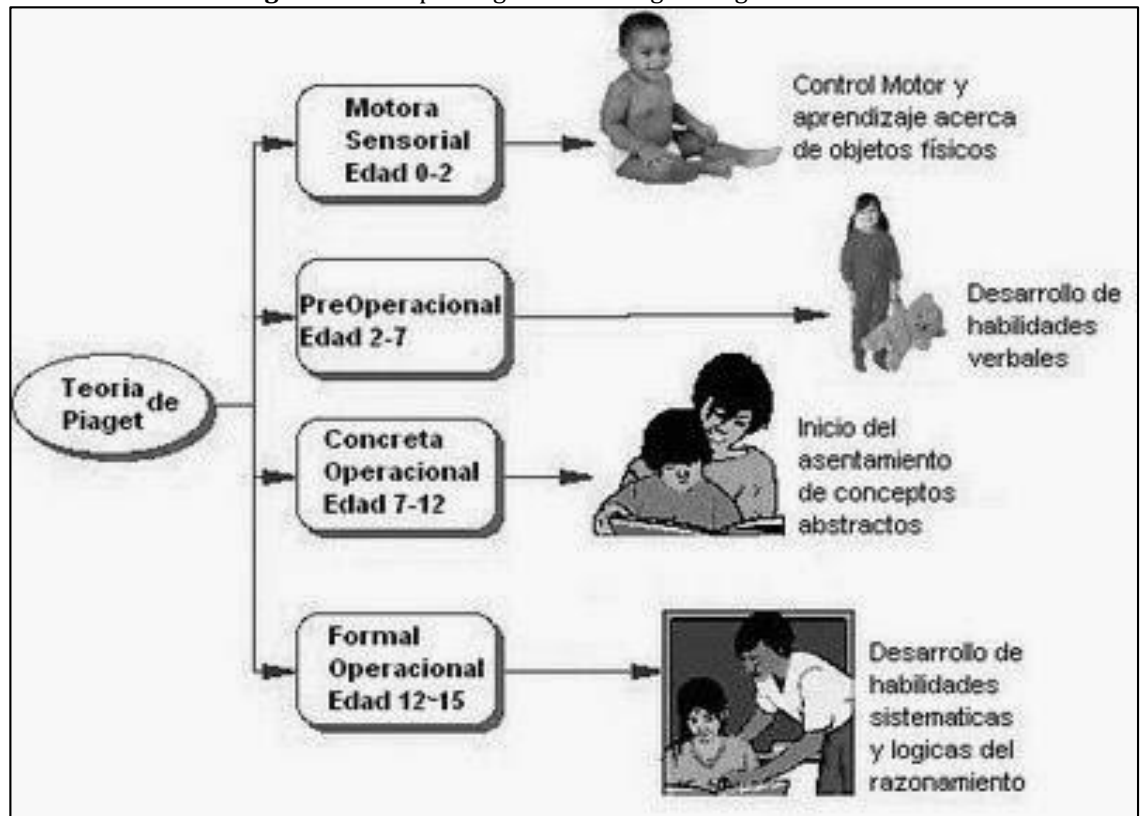 Teoria de
Piaget
Motora
Sensorial
Edad 0-2
Control Motor y
aprendizaje acerca
de objetos físicos
PreOperacional
Edad 2-7
Desarrollo de
habilidades
verbales
Concreta
Operacional
Edad 7-12
Inicio del
asentamiento
de conceptos
abstractos
Formal
Operacional
Edad 12~15
Desarrollo de
habilidades
sistematicas
y logicas del
razonamiento